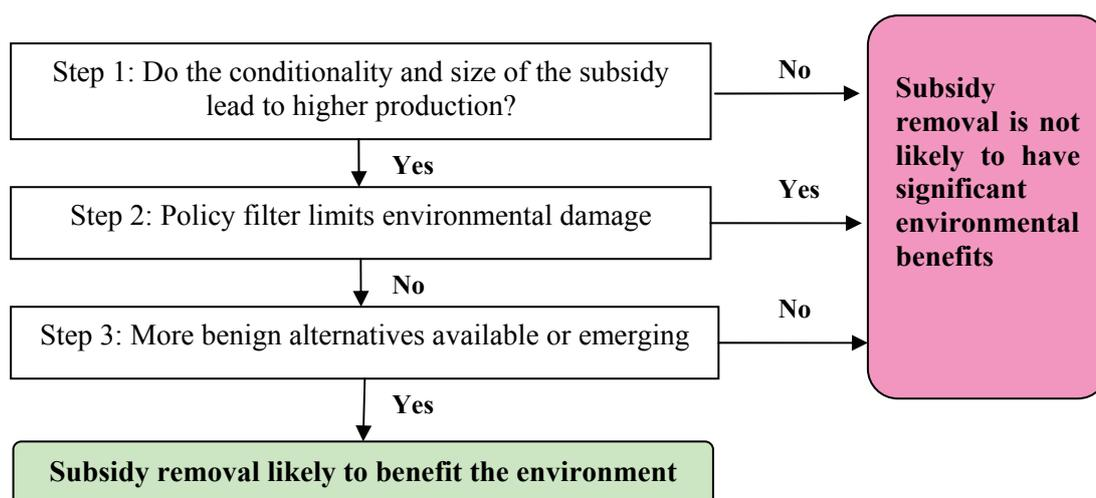 Step 1: Do the conditionality and size of the subsidy
lead to higher production?
No
Yes
Step 2: Policy filter limits environmental damage
Yes
No
Step 3: More benign alternatives available or emerging
No
Yes
Subsidy removal likely to benefit the environment
Subsidy
removal is not
likely to have
significant
environmental
benefits